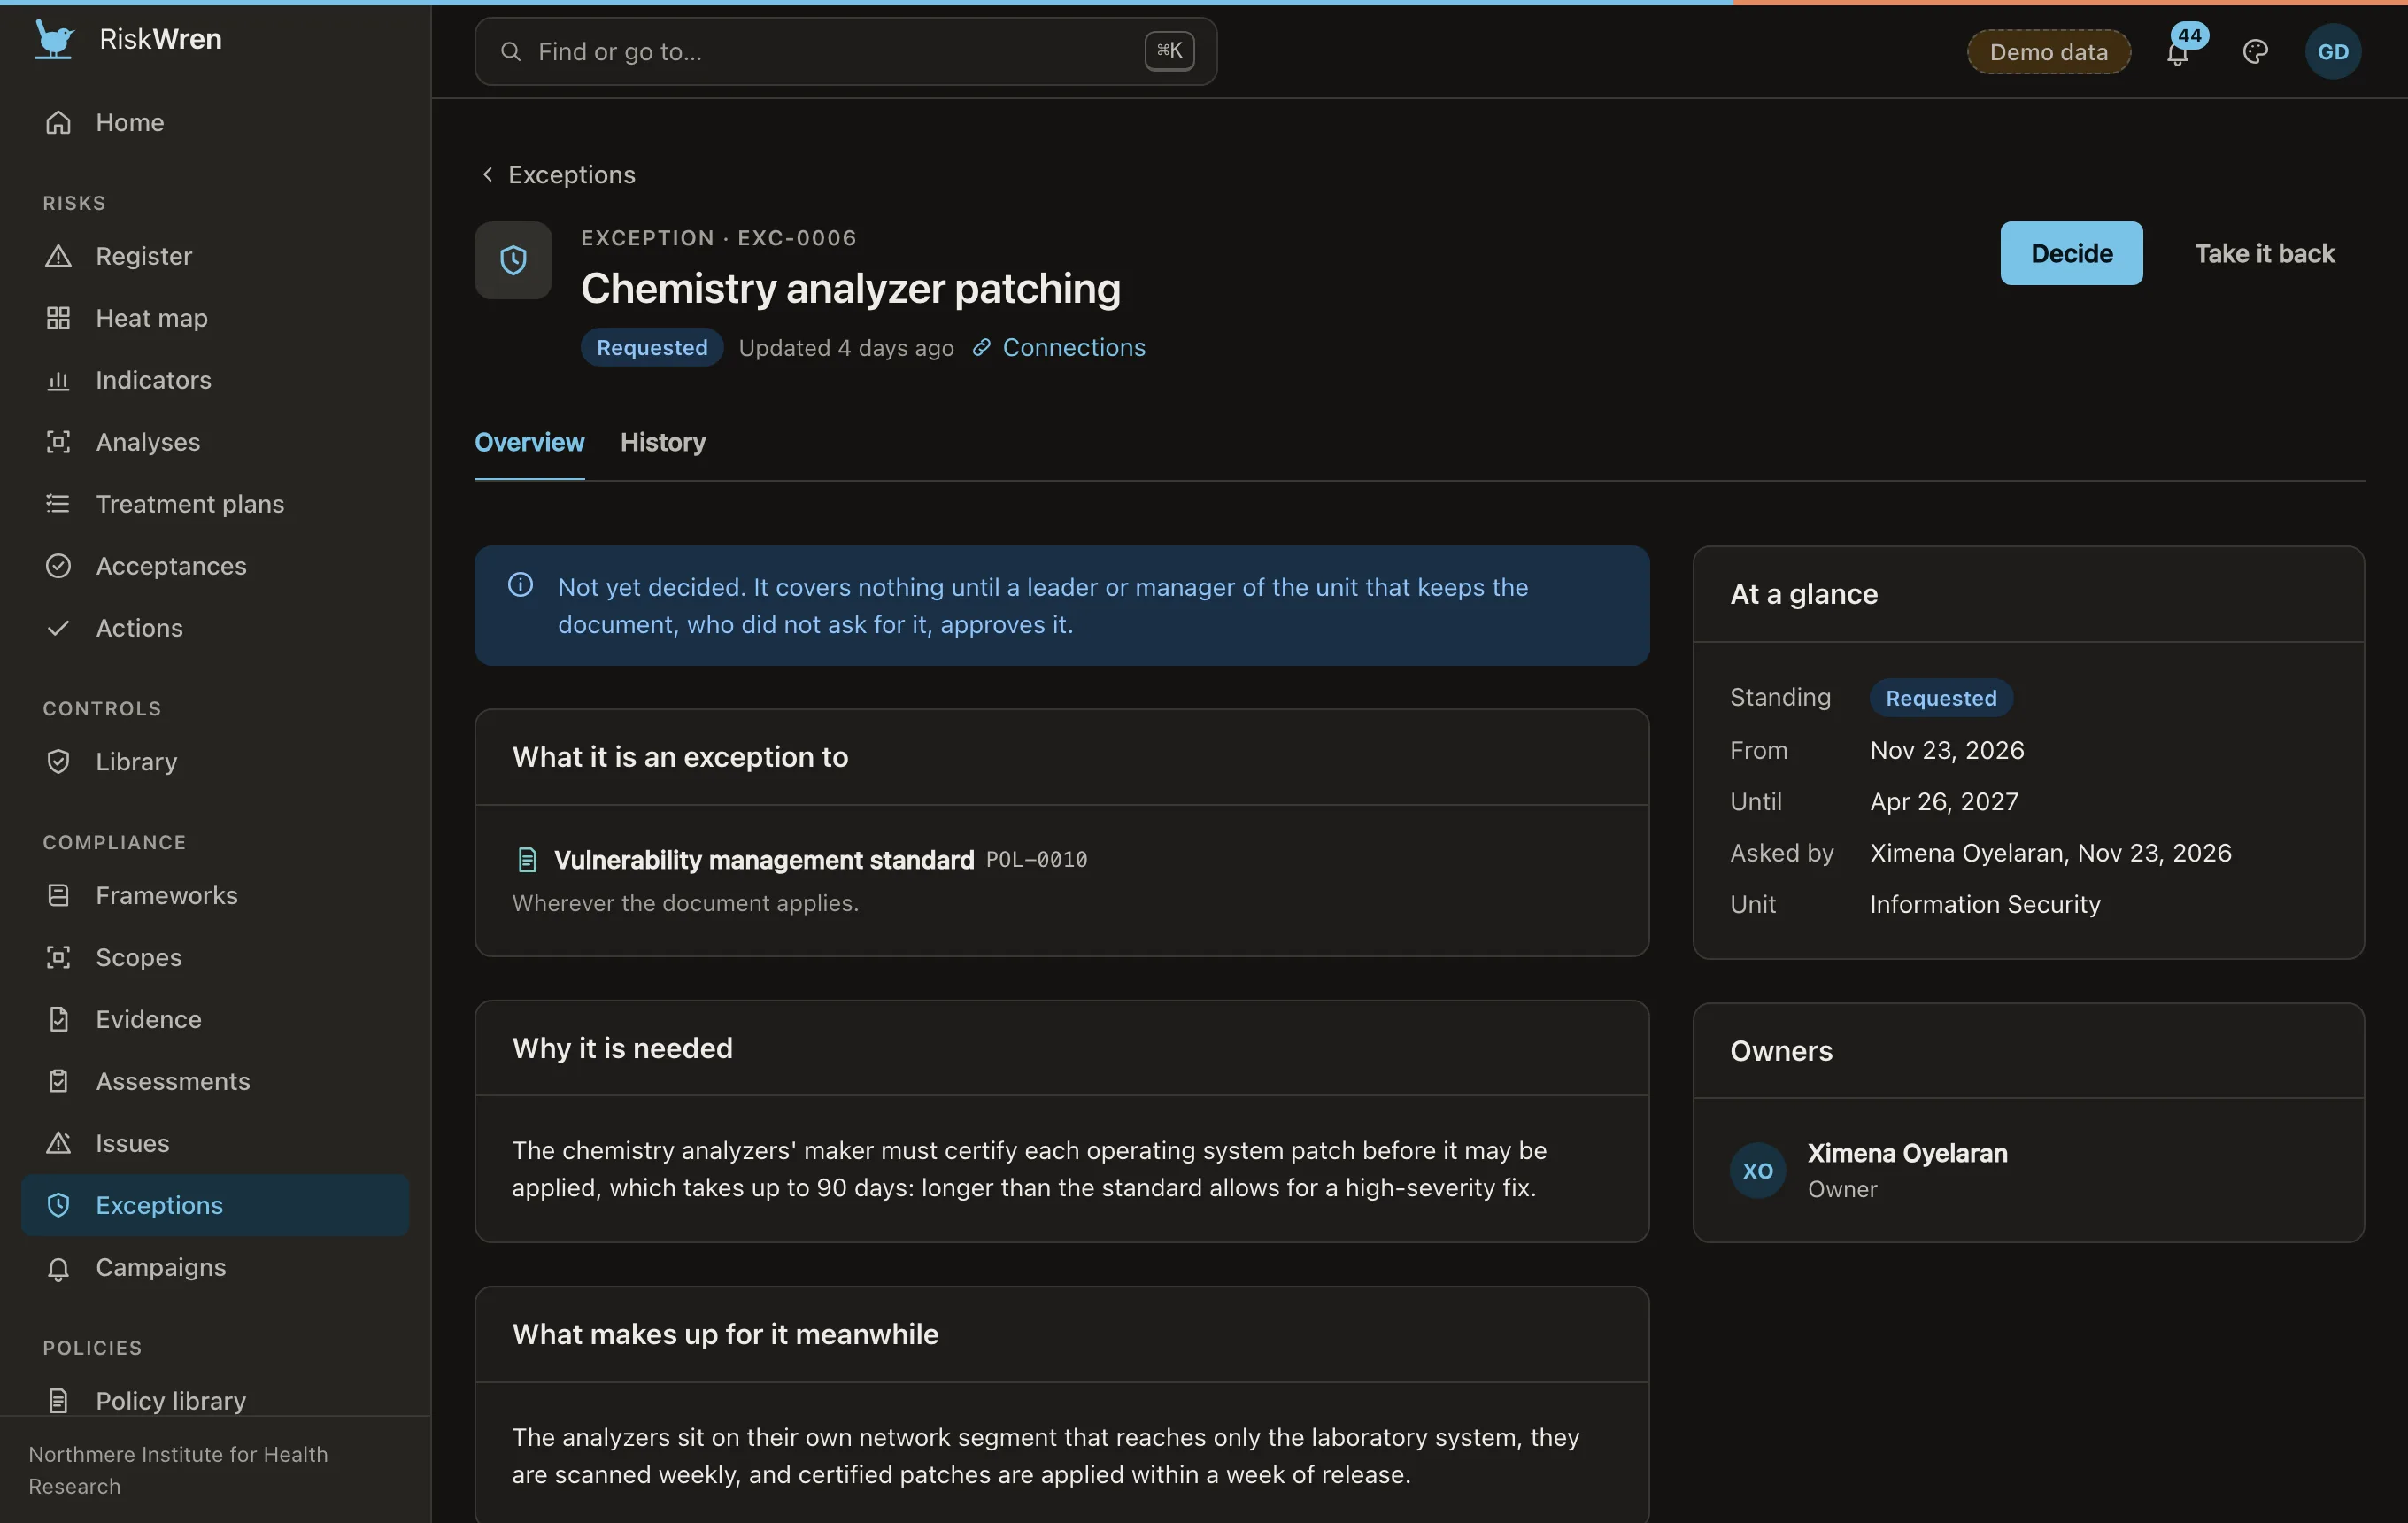 RiskWren
Find or go to...
⌘K
Demo data
44
GD
Home
RISKS
Register
Heat map
Indicators
Analyses
Treatment plans
Acceptances
Actions
CONTROLS
Library
COMPLIANCE
Frameworks
Scopes
Evidence
Assessments
Issues
Exceptions
Campaigns
POLICIES
Policy library
Northmere Institute for Health
Research
Exceptions
EXCEPTION · EXC-0006
Chemistry analyzer patching
Requested Updated 4 days ago Connections
Decide
Take it back
Overview History
Not yet decided. It covers nothing until a leader or manager of the unit that keeps the
document, who did not ask for it, approves it.
What it is an exception to
Vulnerability management standard POL-0010
Wherever the document applies.
Why it is needed
The chemistry analyzers' maker must certify each operating system patch before it may be
applied, which takes up to 90 days: longer than the standard allows for a high-severity fix.
What makes up for it meanwhile
The analyzers sit on their own network segment that reaches only the laboratory system, they
are scanned weekly, and certified patches are applied within a week of release.
At a glance
Standing Requested
From Nov 23, 2026
Until Apr 26, 2027
Asked by Ximena Oyelaran, Nov 23, 2026
Unit Information Security
Owners
XO
Ximena Oyelaran
Owner